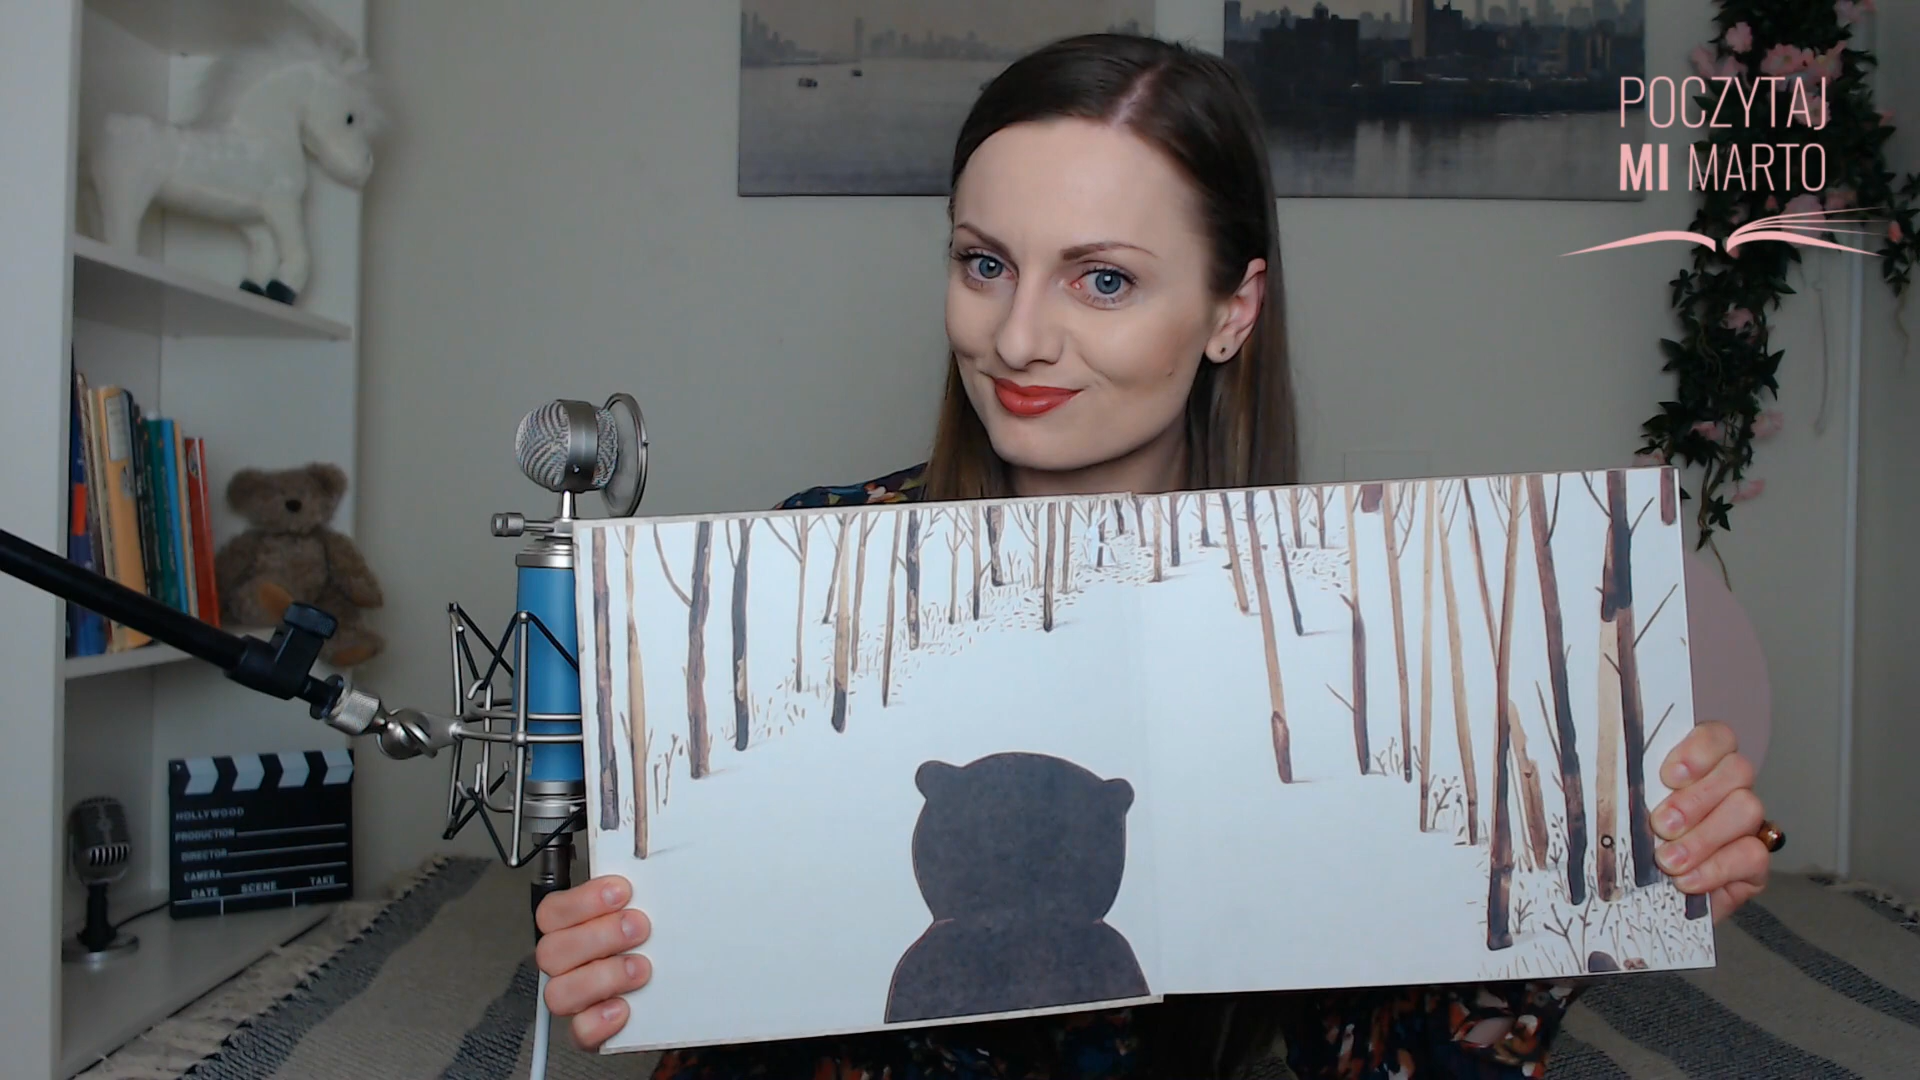 POCZYTAJ
MI MARTO
HOLLYWOOD
PRODUCTION
DIRECTOR
CAMERA
DATE SCENE TAKE